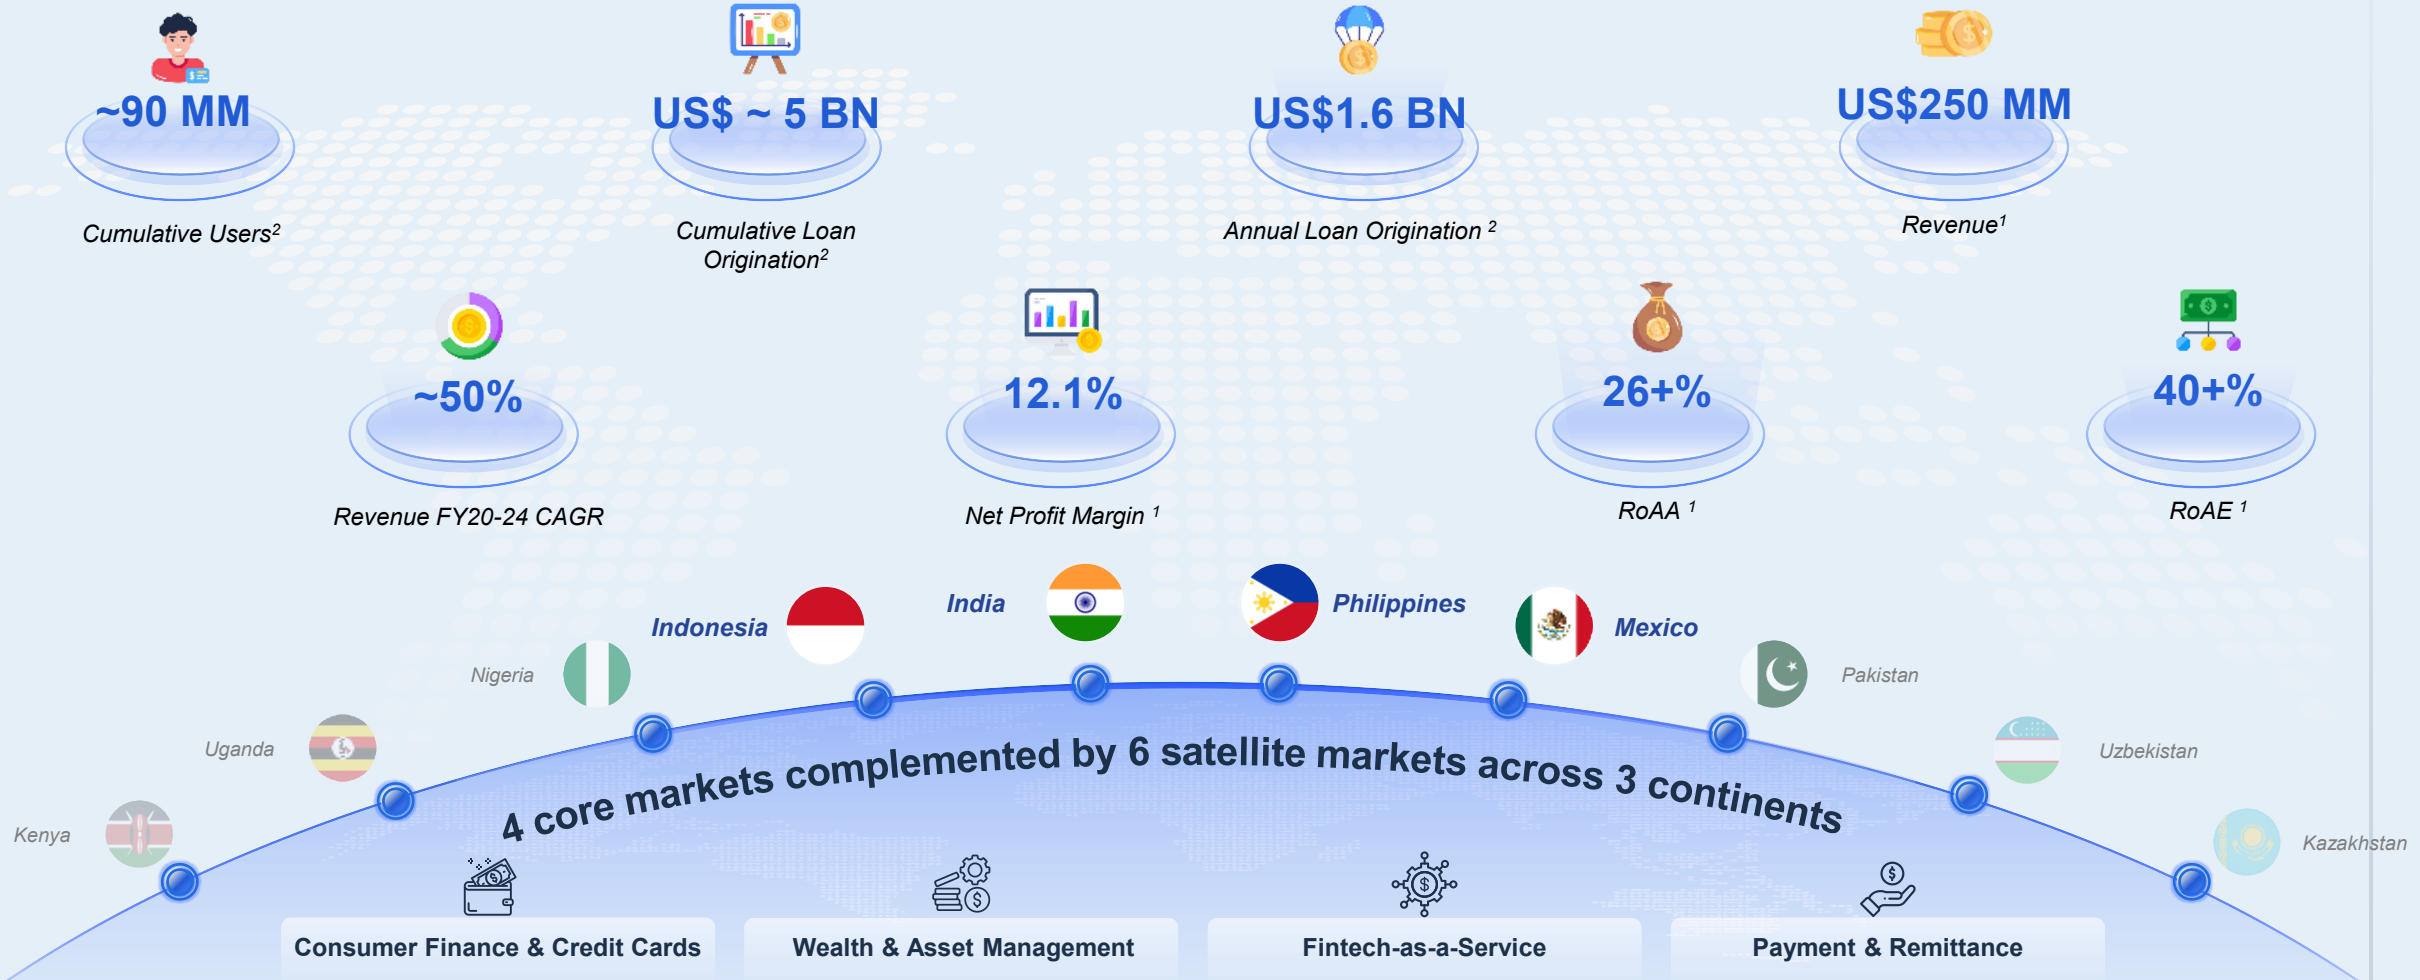 ~90 MM
Cumulative Users²
US$ ~ 5 BN
Cumulative Loan
Origination²
US$1.6 BN
Annual Loan Origination ²
US$250 MM
Revenue¹
~50%
Revenue FY20-24 CAGR
12.1%
Net Profit Margin ¹
26+%
RoAA ¹
40+%
RoAE ¹
Kenya
Uganda
Nigeria
Indonesia
India
Philippines
Mexico
Pakistan
Uzbekistan
Kazakhstan
4 core markets complemented by 6 satellite markets across 3 continents
Consumer Finance & Credit Cards
Wealth & Asset Management
Fintech-as-a-Service
Payment & Remittance